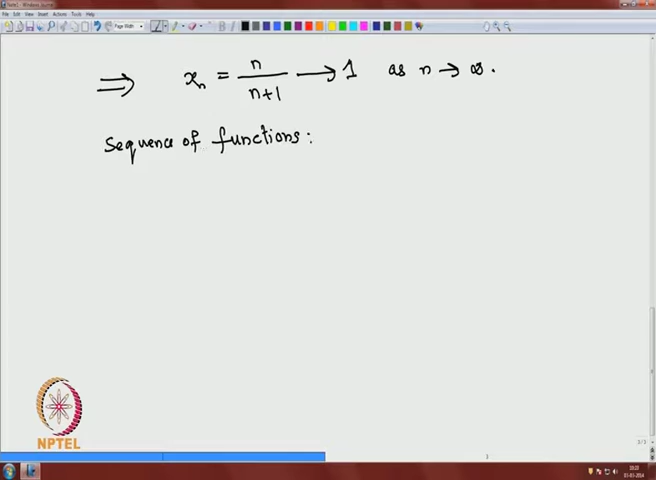 ⇒ xₙ = n/(n+1) → 1 as n → ∞.
Sequence of functions:
NPTEL